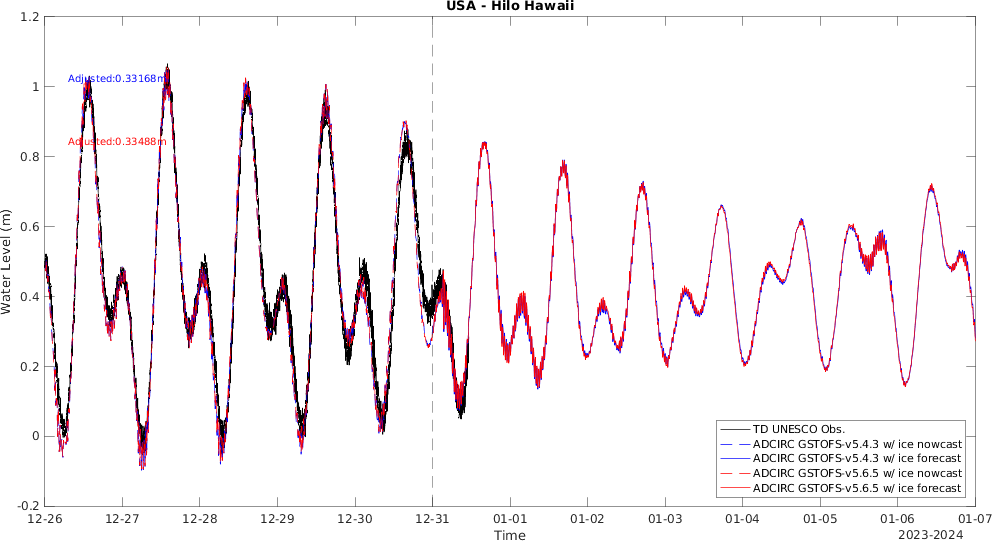 USA - Hilo Hawaii
1.2
1
0.8
0.6
0.4
0.2
0
-0.2
Water Level (m)
Adjusted:0.33168m
Adjusted:0.33488m
TD UNESCO Obs.
ADCIRC GSTOFS-v5.4.3 w/ ice nowcast
ADCIRC GSTOFS-v5.4.3 w/ ice forecast
ADCIRC GSTOFS-v5.6.5 w/ ice nowcast
ADCIRC GSTOFS-v5.6.5 w/ ice forecast
12-26 12-27 12-28 12-29 12-30 12-31 01-01 01-02 01-03 01-04 01-05 01-06 01-07
Time
2023-2024